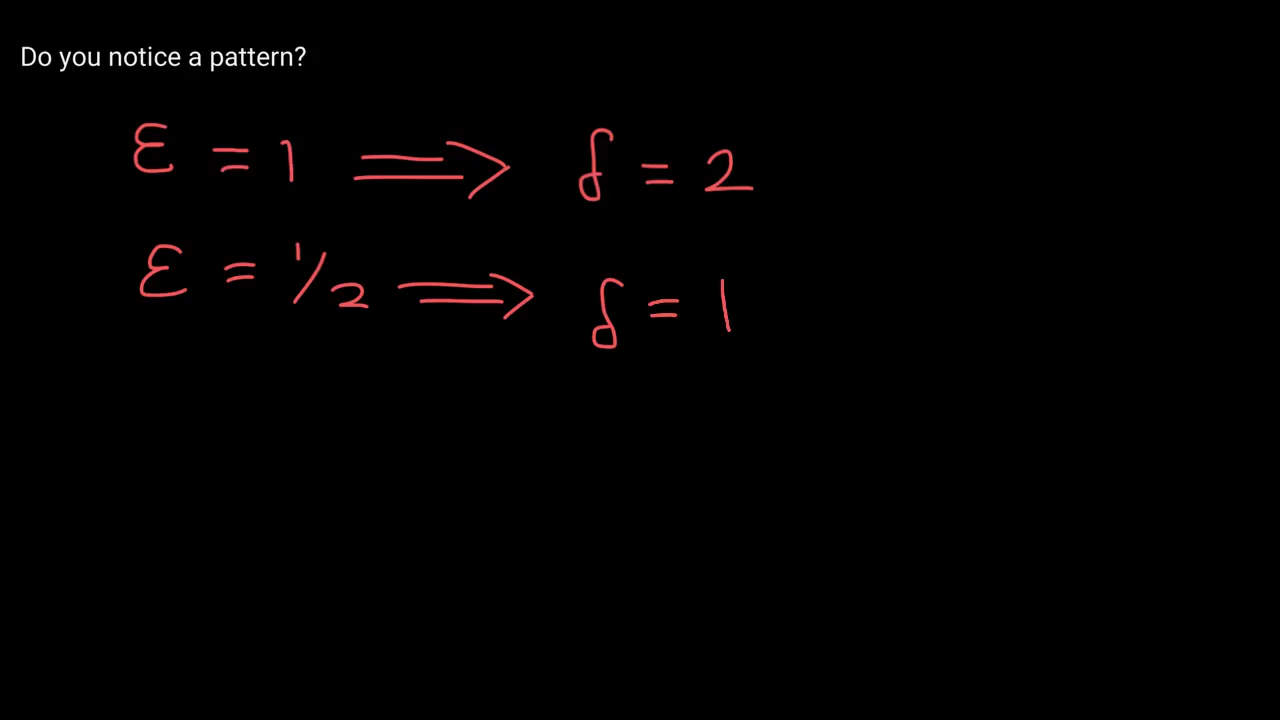 Do you notice a pattern?
ε = 1 ⟹ δ = 2
ε = 1/2 ⟹ δ = 1